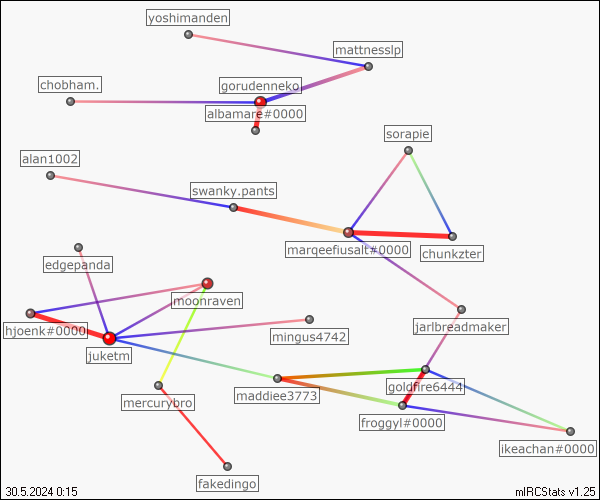 yoshimanden
mattnesslp
chobham.
gorudenneko
albamare#0000
sorapie
alan1002
swanky.pants
marqeefiusalt#0000
chunkzter
edgepanda
moonraven
hjoenk#0000
mingus4742
jarlbreadmaker
juketm
goldfire6444
maddiee3773
mercurybro
froggyl#0000
ikeachan#0000
fakedingo
30.5.2024 0:15
mIRCStats v1.25